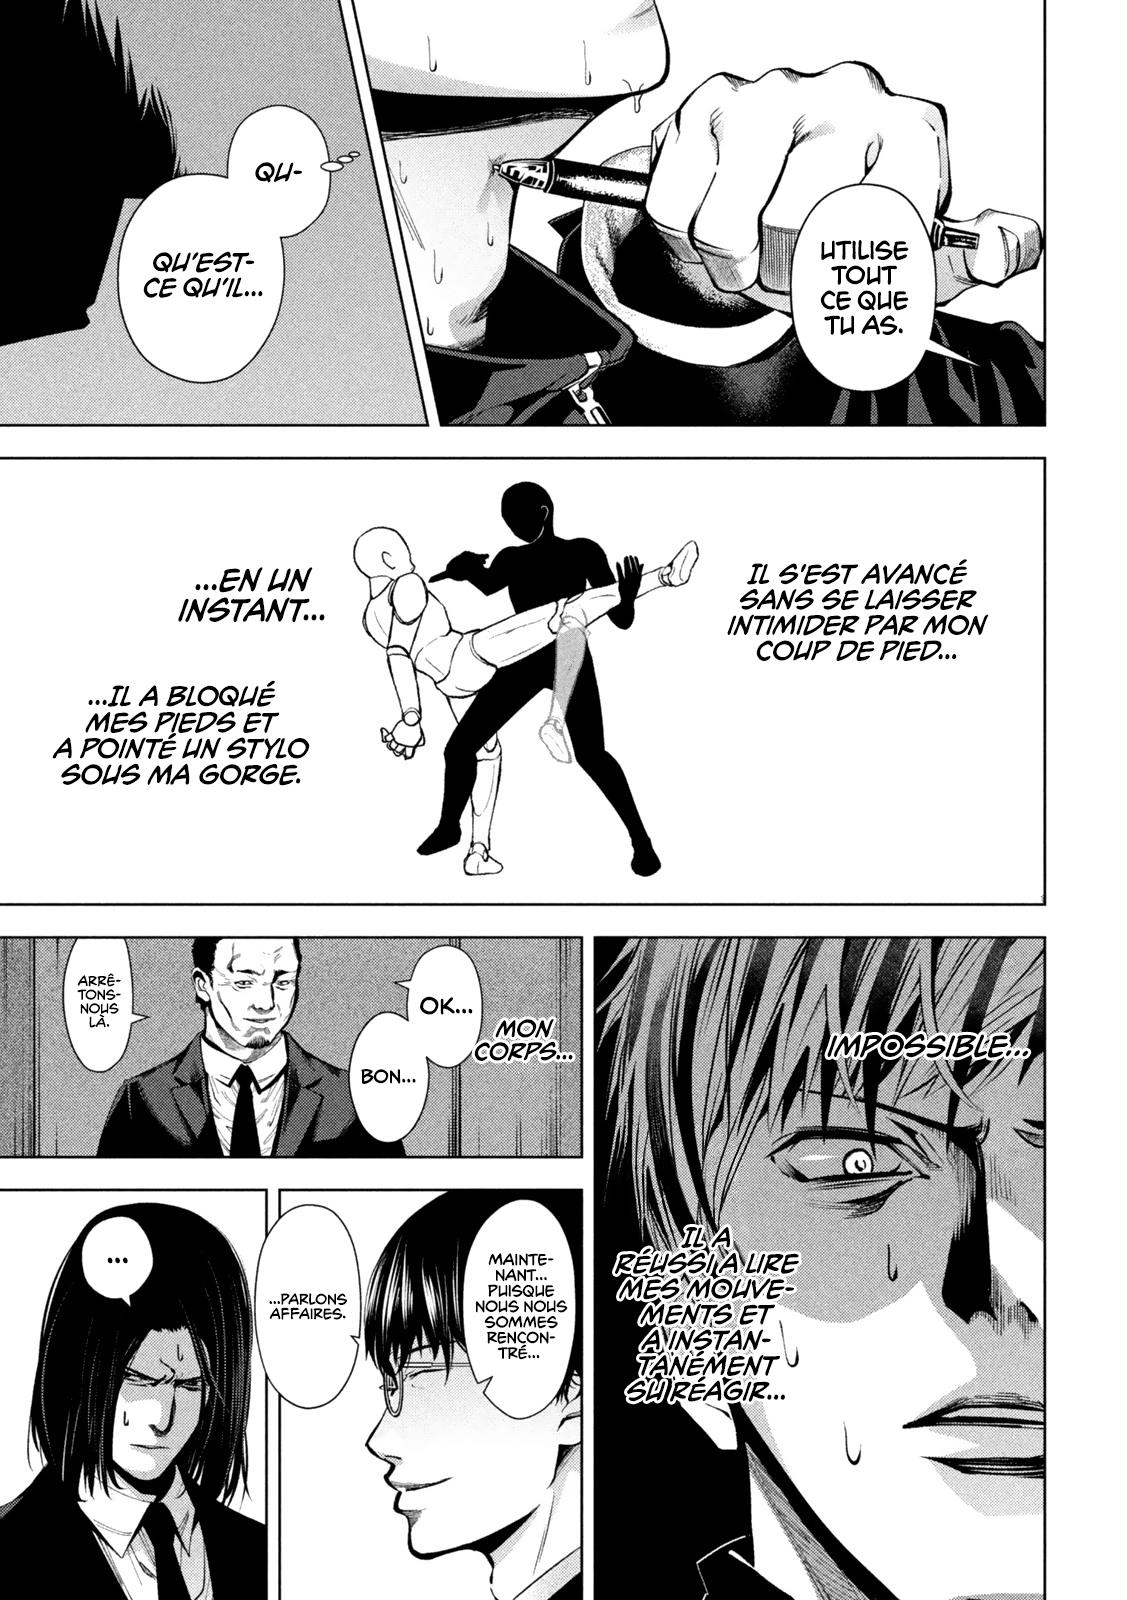 UTILISE
TOUT
CE QUE
TU AS.
QU-
QU'EST-
CE QU'IL...
IL S'EST AVANCÉ
SANS SE LAISSER
INTIMIDER PAR MON
COUP DE PIED...
...EN UN
INSTANT...
...IL A BLOQUÉ
MES PIEDS ET
A POINTÉ UN STYLO
SOUS MA GORGE.
IMPOSSIBLE...
IL A
RÉUSSI A LIRE
MES MOUVE-
MENTS ET
A INSTAN-
TANÉMENT
SU RÉAGIR...
MON
CORPS...
OK...
BON...
ARRÊ-
TONS-
NOUS
LÀ.
MAINTE-
NANT...
PUISQUE
NOUS NOUS
SOMMES
RENCON-
TRÉ...
...PARLONS
AFFAIRES.
...